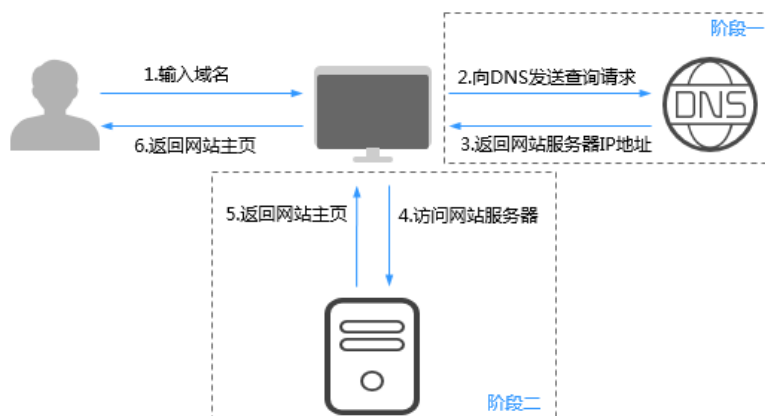 阶段一
1.输入域名
2.向DNS发送查询请求
DNS
6.返回网站主页
3.返回网站服务器IP地址
5.返回网站主页
4.访问网站服务器
阶段二